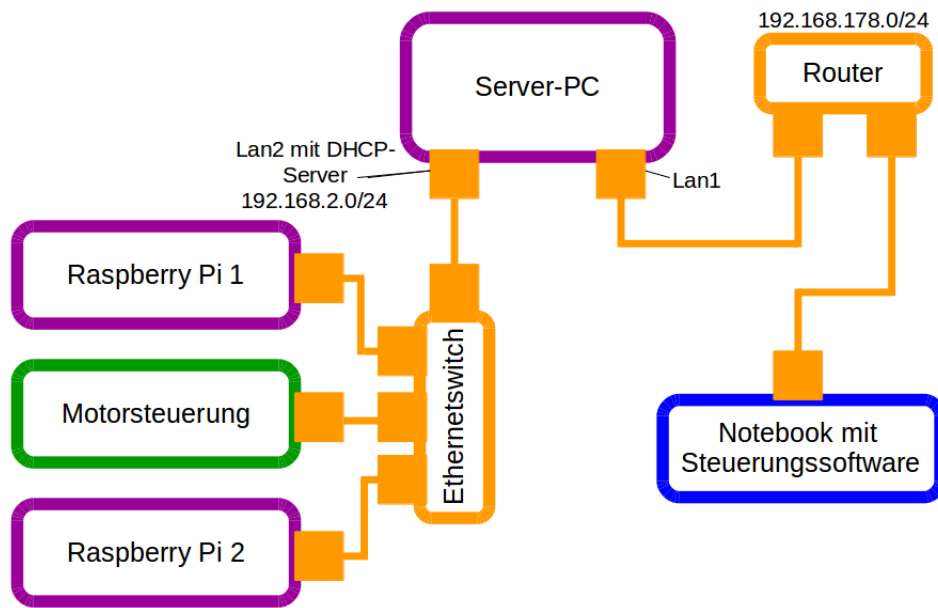 192.168.178.0/24
Router
Server-PC
Lan2 mit DHCP-
Server
192.168.2.0/24
Lan1
Raspberry Pi 1
Motorsteuerung
Raspberry Pi 2
Ethernetswitch
Notebook mit
Steuerungssoftware